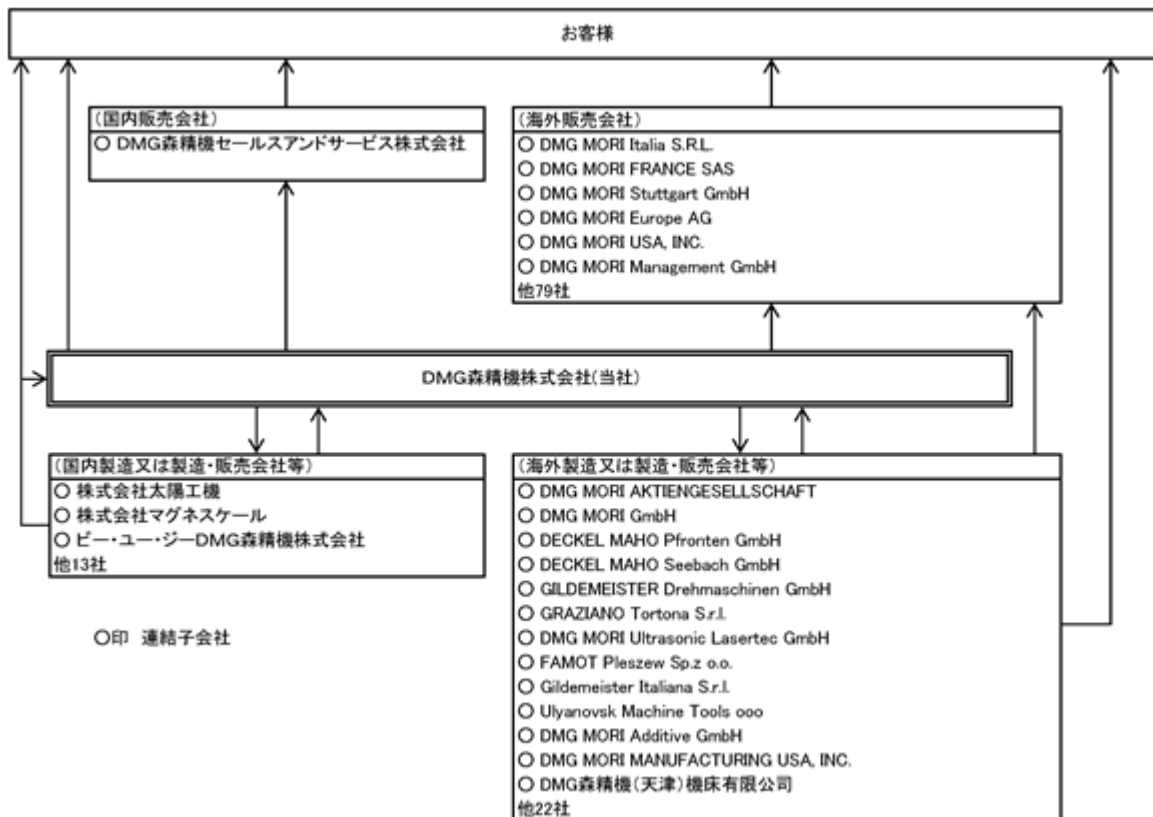 お客様
(国内販売会社)
○ DMG森精機セールスアンドサービス株式会社
(海外販売会社)
○ DMG MORI Italia S.R.L.
○ DMG MORI FRANCE SAS
○ DMG MORI Stuttgart GmbH
○ DMG MORI Europe AG
○ DMG MORI USA, INC.
○ DMG MORI Management GmbH
他79社
DMG森精機株式会社(当社)
(国内製造又は製造・販売会社等)
○ 株式会社太陽工機
○ 株式会社マグネスケール
○ ビー・ユー・ジーDMG森精機株式会社
他13社
○印 連結子会社
(海外製造又は製造・販売会社等)
○ DMG MORI AKTIENGESELLSCHAFT
○ DMG MORI GmbH
○ DECKEL MAHO Pfronten GmbH
○ DECKEL MAHO Seebach GmbH
○ GILDEMEISTER Drehmaschinen GmbH
○ GRAZIANO Tortona S.r.l.
○ DMG MORI Ultrasonic Lasertec GmbH
○ FAMOT Pleszew Sp.z o.o.
○ Gildemeister Italiana S.r.l.
○ Ulyanovsk Machine Tools ooo
○ DMG MORI Additive GmbH
○ DMG MORI MANUFACTURING USA, INC.
○ DMG森精機(天津)機床有限公司
他22社